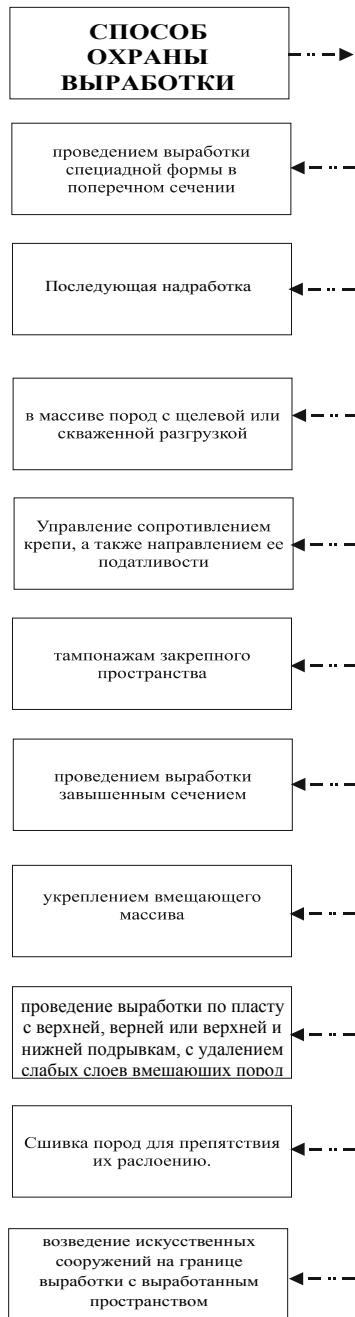 СПОСОБ
ОХРАНЫ
ВЫРАБОТКИ
проведением выработки
специадной формы в
поперечном сечении
Последующая надработка
в массиве пород с щелевой или
скваженной разгрузкой
Управление сопротивлением
крепи, а также направлением ее
податливости
тампонажам закрепного
пространства
проведением выработки
завышенным сечением
укреплением вмещающего
массива
проведение выработки по пласту
с верхней, верней или верхней и
нижней подрывкам, с удалением
слабых слоев вмешаюших пород
Сшивка пород для препятствия
их раслоению.
возведение искусственных
сооружений на границе
выработки с выработанным
пространством